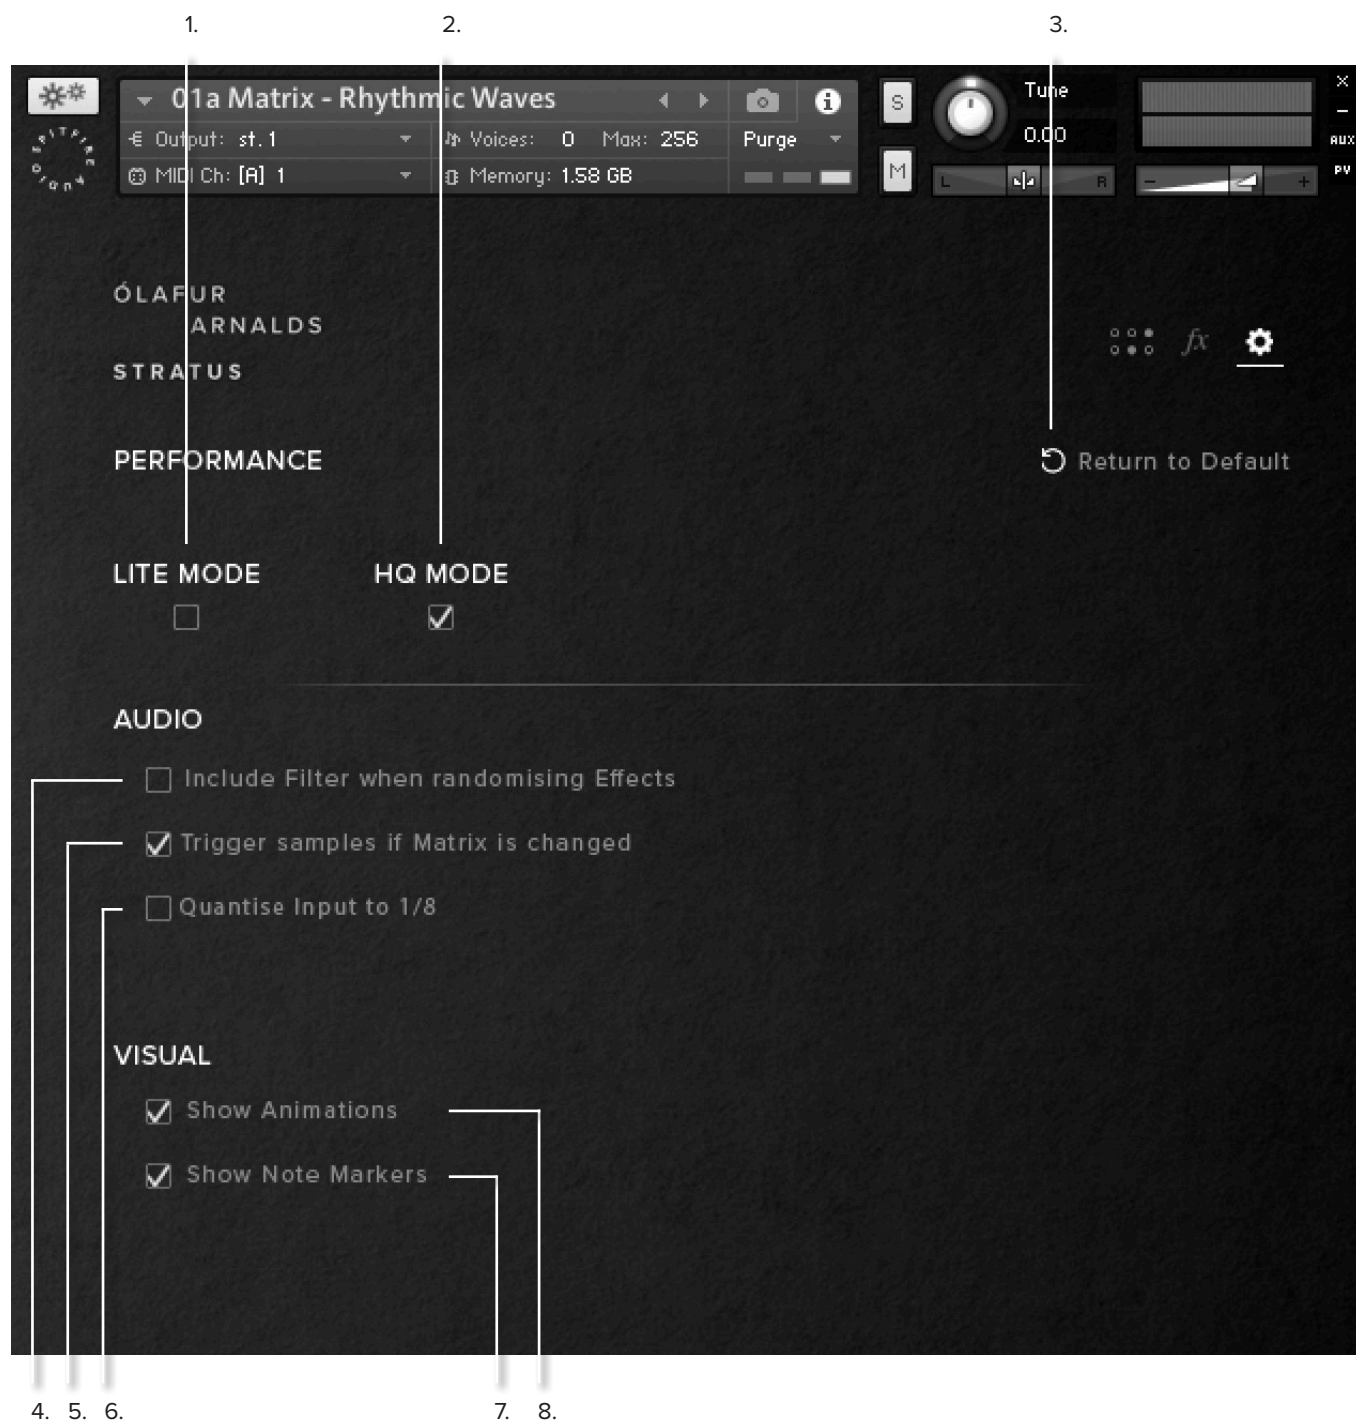 1. 2. 3.
01a Matrix - Rhythmic Waves
S
Tune
X
Output: st. 1
Voices: 0 Max: 256
Purge
0.00
AUX
MIDI Ch: [A] 1
Memory: 1.58 GB
M
L R
- +
PV
SPITFIRE AUDIO
ÓLAFUR
ARNALDS
fx
STRATUS
PERFORMANCE
Return to Default
LITE MODE HQ MODE
AUDIO
Include Filter when randomising Effects
Trigger samples if Matrix is changed
Quantise Input to 1/8
VISUAL
Show Animations
Show Note Markers
4. 5. 6. 7. 8.